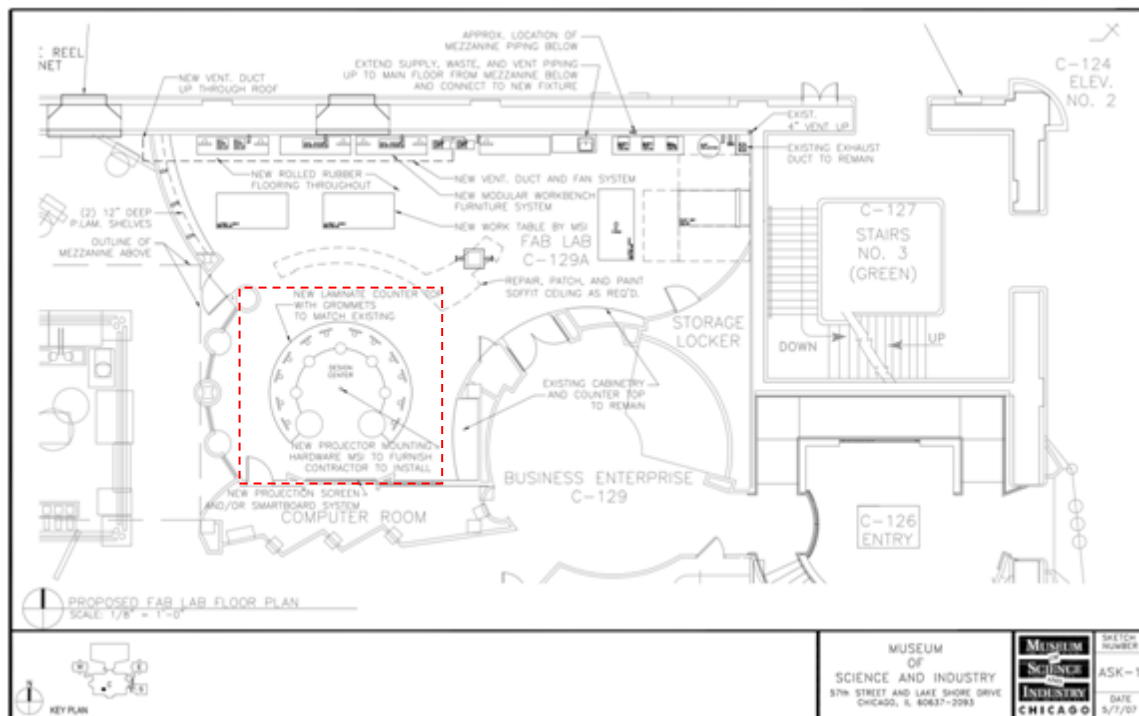 C REEL
NET
NEW VENT. DUCT
UP THROUGH ROOF
APPROX. LOCATION OF
MEZZANINE PIPING BELOW
EXTEND SUPPLY, WASTE, AND VENT PIPING
UP TO MAIN FLOOR FROM MEZZANINE BELOW
AND CONNECT TO NEW FIXTURE
C-124
ELEV.
NO. 2
EXIST.
4" VENT UP
EXISTING EXHAUST
DUCT TO REMAIN
NEW ROLLED RUBBER
FLOORING THROUGHOUT
NEW VENT. DUCT AND FAN SYSTEM
NEW MODULAR WORKBENCH
FURNITURE SYSTEM
NEW WORK TABLE BY MSI
(2) 12" DEEP
P.LAM. SHELVES
OUTLINE OF
MEZZANINE ABOVE
FAB LAB
C-129A
C-127
STAIRS
NO. 3
(GREEN)
REPAIR, PATCH, AND PAINT
SOFFIT CEILING AS REQ'D.
NEW LAMINATE COUNTER TOP
WITH GROMMETS
TO MATCH EXISTING
STORAGE
LOCKER
DOWN
UP
DESIGN
CENTER
EXISTING CABINETRY
AND COUNTER TOP
TO REMAIN
NEW PROJECTOR MOUNTING
HARDWARE MSI TO FURNISH
CONTRACTOR TO INSTALL
NEW PROJECTION SCREEN
AND/OR SMARTBOARD SYSTEM
COMPUTER ROOM
BUSINESS ENTERPRISE
C-129
C-126
ENTRY
PROPOSED FAB LAB FLOOR PLAN
SCALE: 1/8" = 1'-0"
N
KEY PLAN
MUSEUM
OF
SCIENCE AND INDUSTRY
57th STREET AND LAKE SHORE DRIVE
CHICAGO, IL 60637-2093
MUSEUM
OF
SCIENCE
AND
INDUSTRY
CHICAGO
SKETCH
NUMBER
ASK-1
DATE
5/7/07